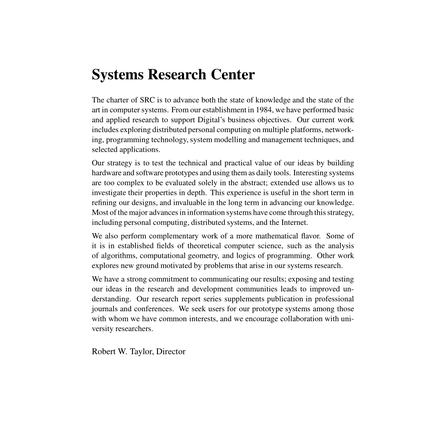 Systems Research Center
The charter of SRC is to advance both the state of knowledge and the state of the
art in computer systems. From our establishment in 1984, we have performed basic
and applied research to support Digital's business objectives. Our current work
includes exploring distributed personal computing on multiple platforms, network-
ing, programming technology, system modelling and management techniques, and
selected applications.
Our strategy is to test the technical and practical value of our ideas by building
hardware and software prototypes and using them as daily tools. Interesting systems
are too complex to be evaluated solely in the abstract; extended use allows us to
investigate their properties in depth. This experience is useful in the short term in
refining our designs, and invaluable in the long term in advancing our knowledge.
Most of the major advances in information systems have come through this strategy,
including personal computing, distributed systems, and the Internet.
We also perform complementary work of a more mathematical flavor. Some of
it is in established fields of theoretical computer science, such as the analysis
of algorithms, computational geometry, and logics of programming. Other work
explores new ground motivated by problems that arise in our systems research.
We have a strong commitment to communicating our results; exposing and testing
our ideas in the research and development communities leads to improved un-
derstanding. Our research report series supplements publication in professional
journals and conferences. We seek users for our prototype systems among those
with whom we have common interests, and we encourage collaboration with uni-
versity researchers.
Robert W. Taylor, Director